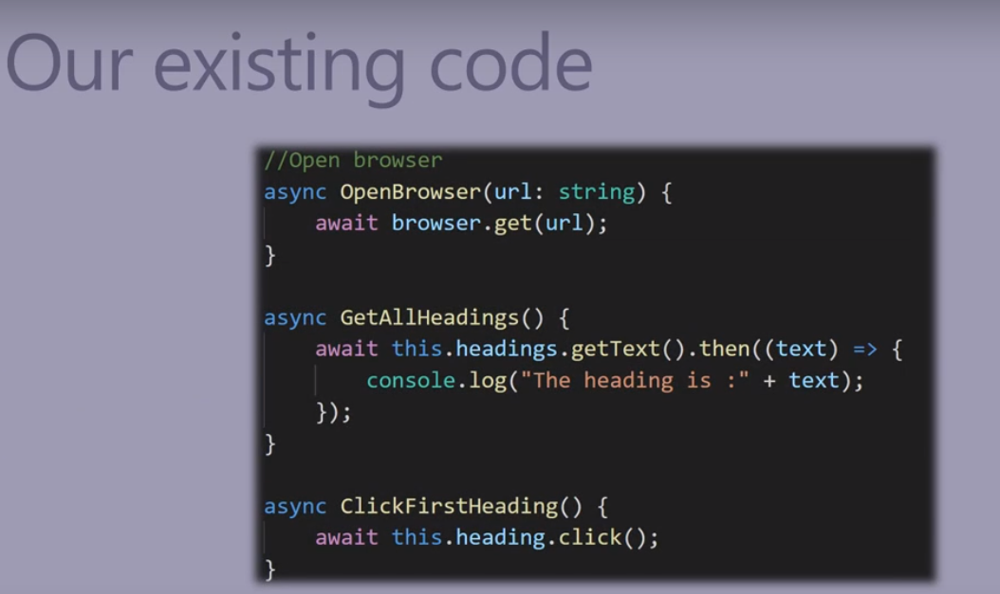 Our existing code
//Open browser
async OpenBrowser(url: string) {
await browser.get(url);
}
async GetAllHeadings() {
await this.headings.getText().then((text) => {
console.log("The heading is :" + text);
});
}
async ClickFirstHeading() {
await this.heading.click();
}